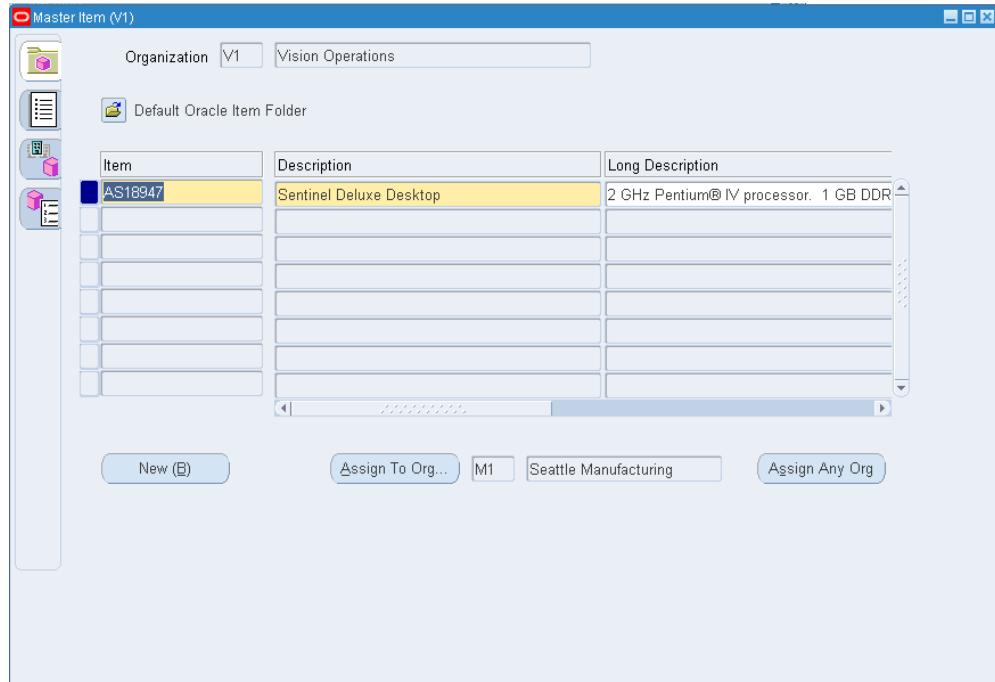 Master Item (V1)
Organization V1 Vision Operations
Default Oracle Item Folder
Item Description Long Description
AS18947 Sentinel Deluxe Desktop 2 GHz Pentium® IV processor. 1 GB DDR
New (B) Assign To Org... M1 Seattle Manufacturing Assign Any Org